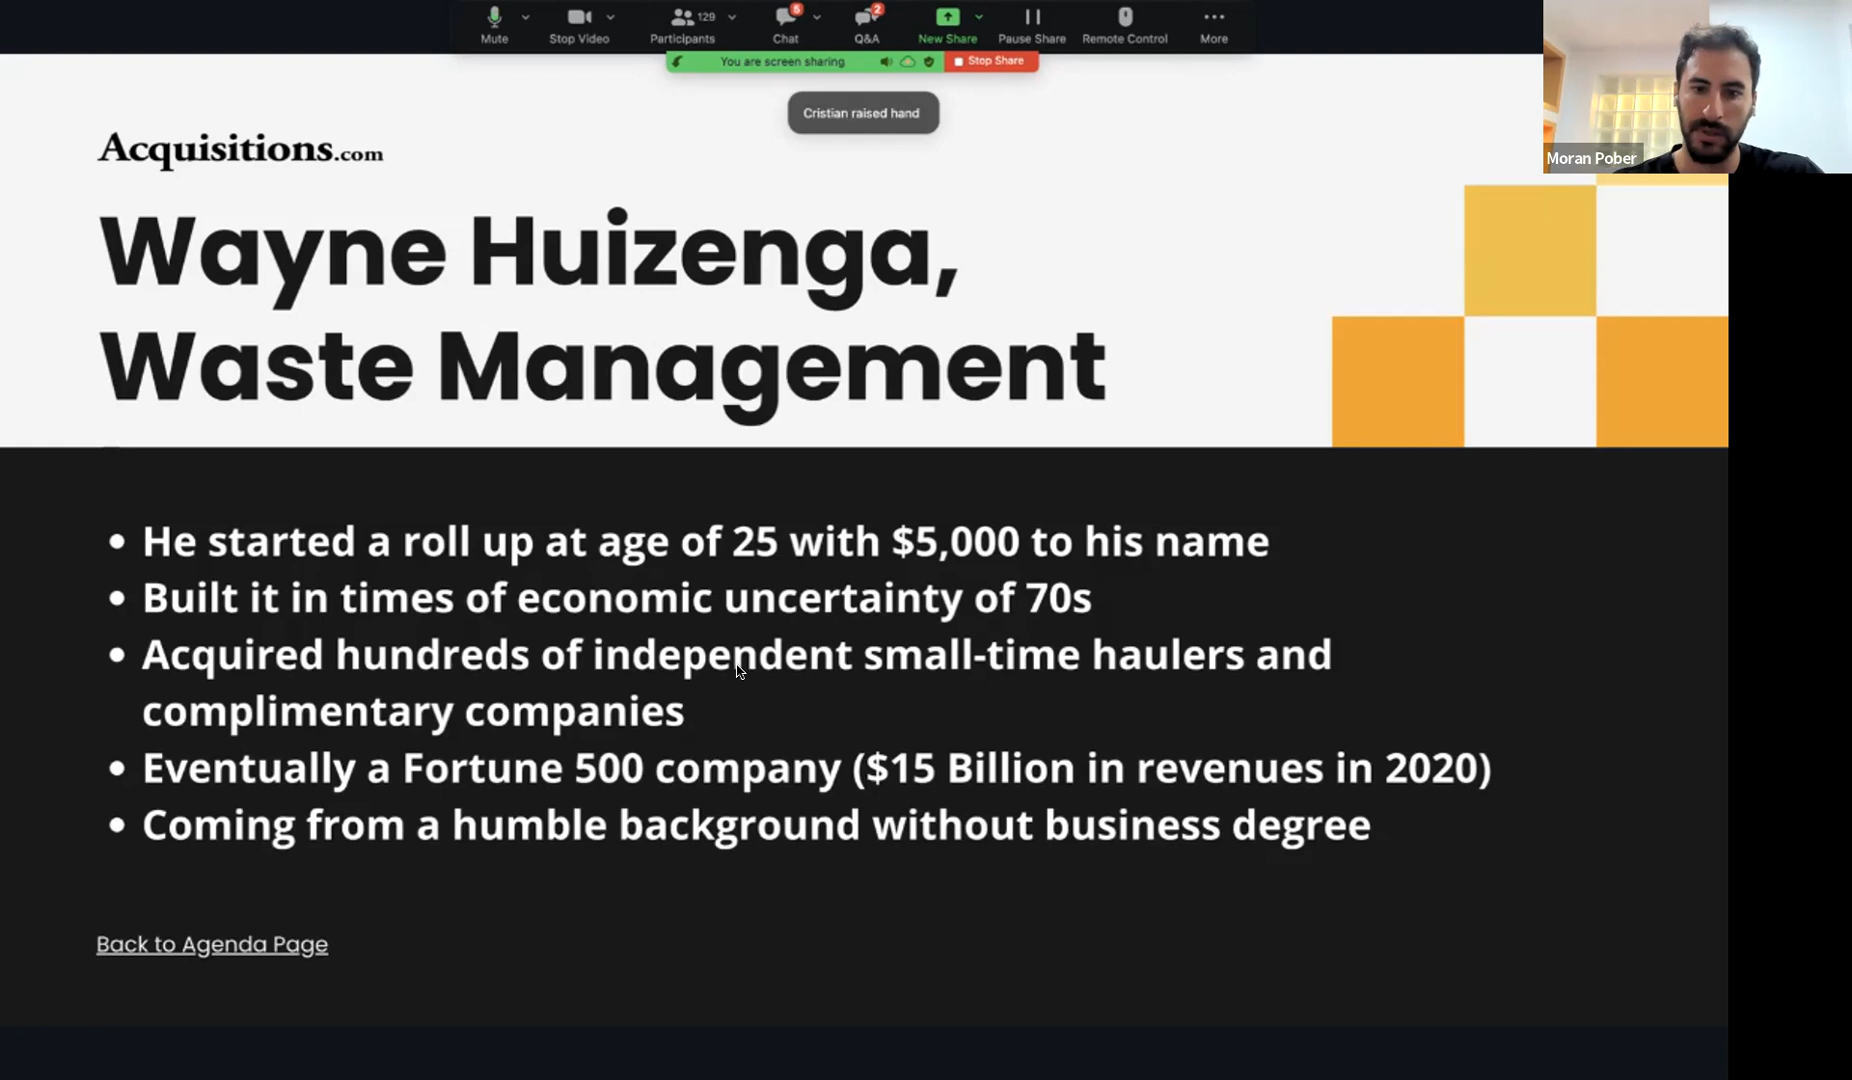 129
5
2
Mute
Stop Video
Participants
Chat
Q&A
New Share
Pause Share
Remote Control
More
You are screen sharing
Stop Share
Cristian raised hand
Moran Pober
Acquisitions.com
Wayne Huizenga,
Waste Management
• He started a roll up at age of 25 with $5,000 to his name
• Built it in times of economic uncertainty of 70s
• Acquired hundreds of independent small-time haulers and
complimentary companies
• Eventually a Fortune 500 company ($15 Billion in revenues in 2020)
• Coming from a humble background without business degree
Back to Agenda Page